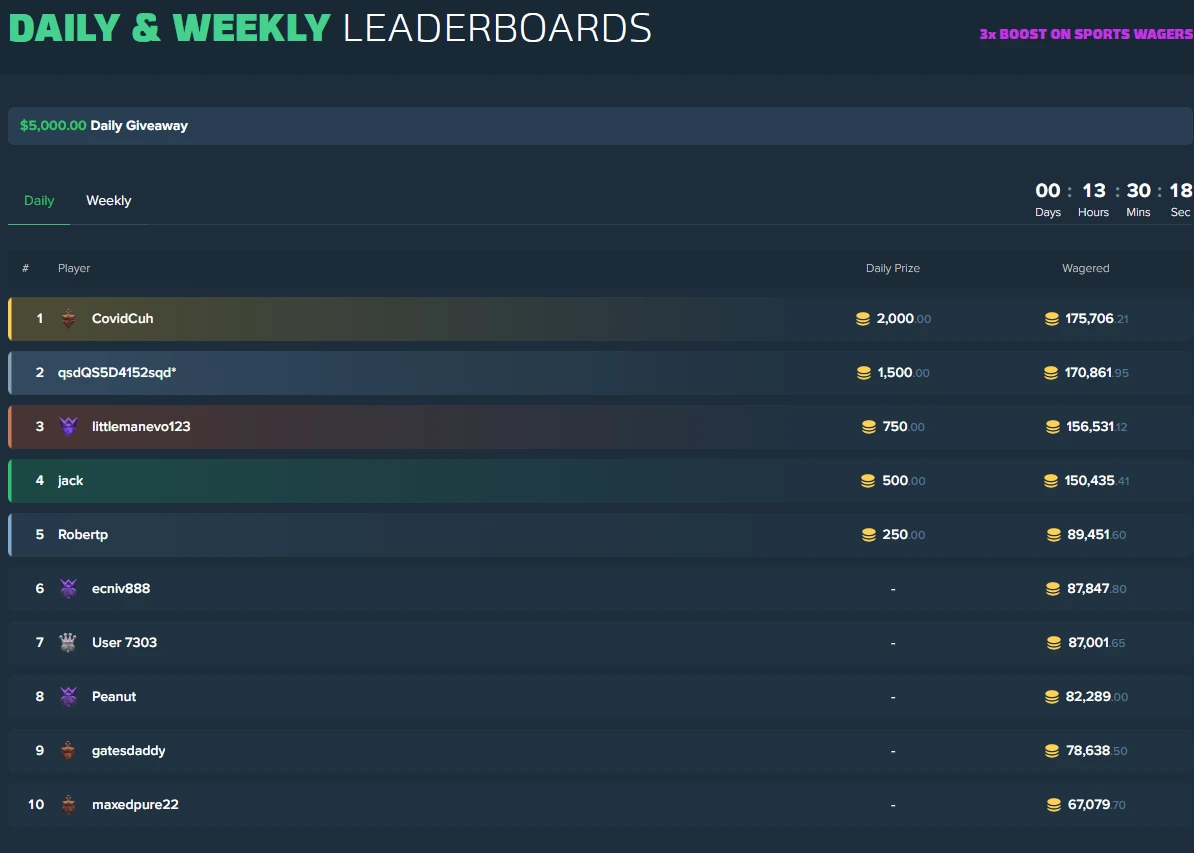 DAILY & WEEKLY LEADERBOARDS
3x BOOST ON SPORTS WAGERS
$5,000.00 Daily Giveaway
Daily Weekly
00 : 13 : 30 : 18
Days Hours Mins Sec
# Player Daily Prize Wagered
1 CovidCuh 2,000.00 175,706.21
2 qsdQS5D4152sqd* 1,500.00 170,861.95
3 littlemanevo123 750.00 156,531.12
4 jack 500.00 150,435.41
5 Robertp 250.00 89,451.60
6 ecniv888 - 87,847.80
7 User 7303 - 87,001.65
8 Peanut - 82,289.00
9 gatesdaddy - 78,638.50
10 maxedpure22 - 67,079.70